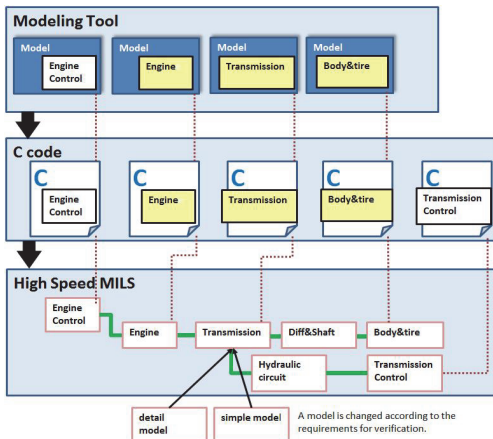 Modeling Tool
Model
Engine
Control
Model
Engine
Model
Transmission
Model
Body&tire
C code
C
Engine
Control
C
Engine
C
Transmission
C
Body&tire
C
Transmission
Control
High Speed MILS
Engine
Control
Engine
Transmission
Diff&Shaft
Body&tire
Hydraulic
circuit
Transmission
Control
detail
model
simple model
A model is changed according to the
requirements for verification.